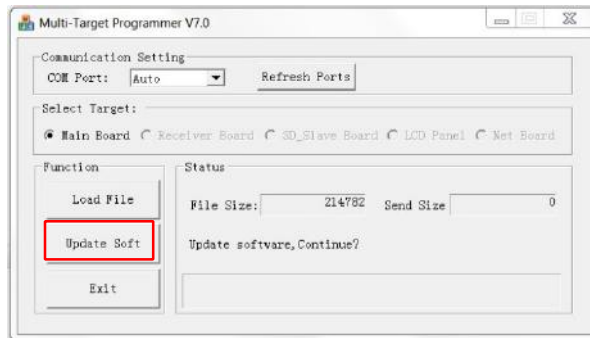 Multi-Target Programmer V7.0
Communication Setting
COM Port: Auto Refresh Ports
Select Target:
Main Board Receiver Board SD_Slave Board LCD Panel Net Board
Function
Load File
Update Soft
Exit
Status
File Size: 214782 Send Size 0
Update software,Continue?